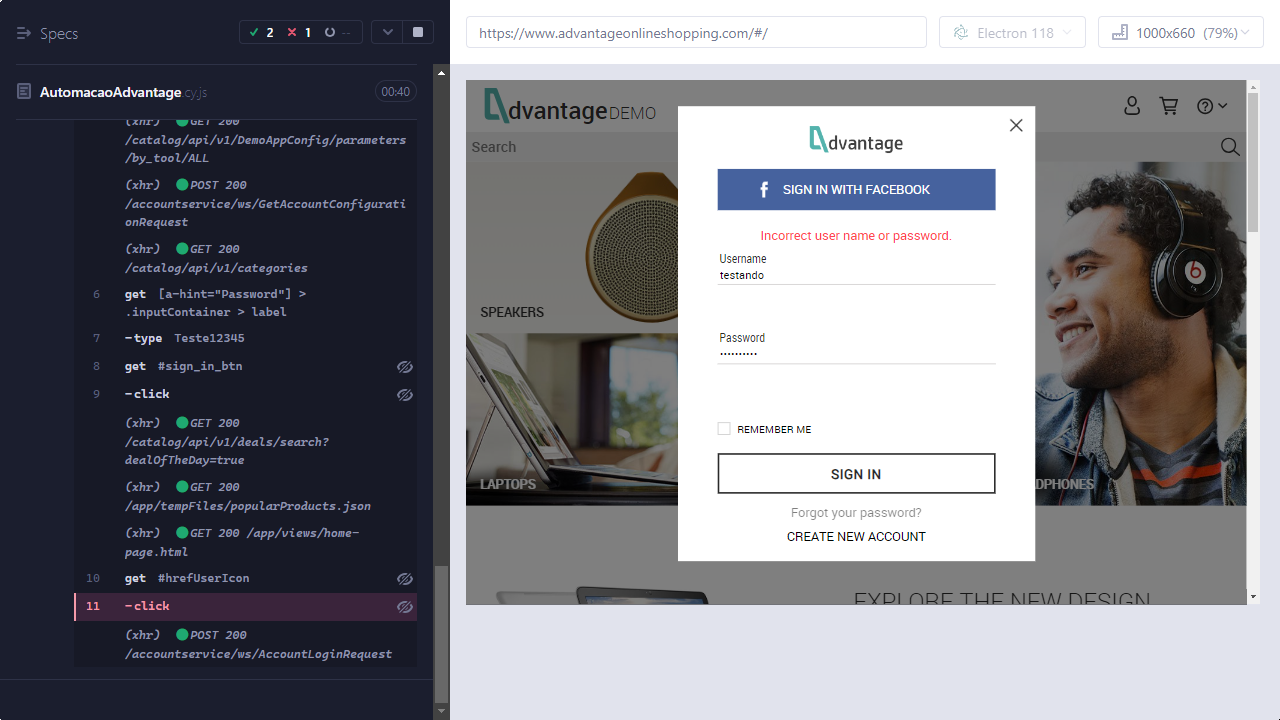 Specs
2
1
--
AutomacaoAdvantage.cy.js
00:40
(xhr) GET 200
/catalog/api/v1/DemoAppConfig/parameters
/by_tool/ALL
(xhr) POST 200
/accountservice/ws/GetAccountConfigurati
onRequest
(xhr) GET 200
/catalog/api/v1/categories
6 get [a-hint="Password"] >
.inputContainer > label
7 -type Teste12345
8 get #sign_in_btn
9 -click
(xhr) GET 200
/catalog/api/v1/deals/search?
dealOfTheDay=true
(xhr) GET 200
/app/tempFiles/popularProducts.json
(xhr) GET 200 /app/views/home-
page.html
10 get #hrefUserIcon
11 -click
(xhr) POST 200
/accountservice/ws/AccountLoginRequest
https://www.advantageonlineshopping.com/#/
Electron 118
1000x660 (79%)
dvantage DEMO
Search
SPEAKERS
LAPTOPS
DPHONES
EXPLORE THE NEW DESIGN
dvantage
f SIGN IN WITH FACEBOOK
Incorrect user name or password.
Username
testando
Password
••••••••••
REMEMBER ME
SIGN IN
Forgot your password?
CREATE NEW ACCOUNT